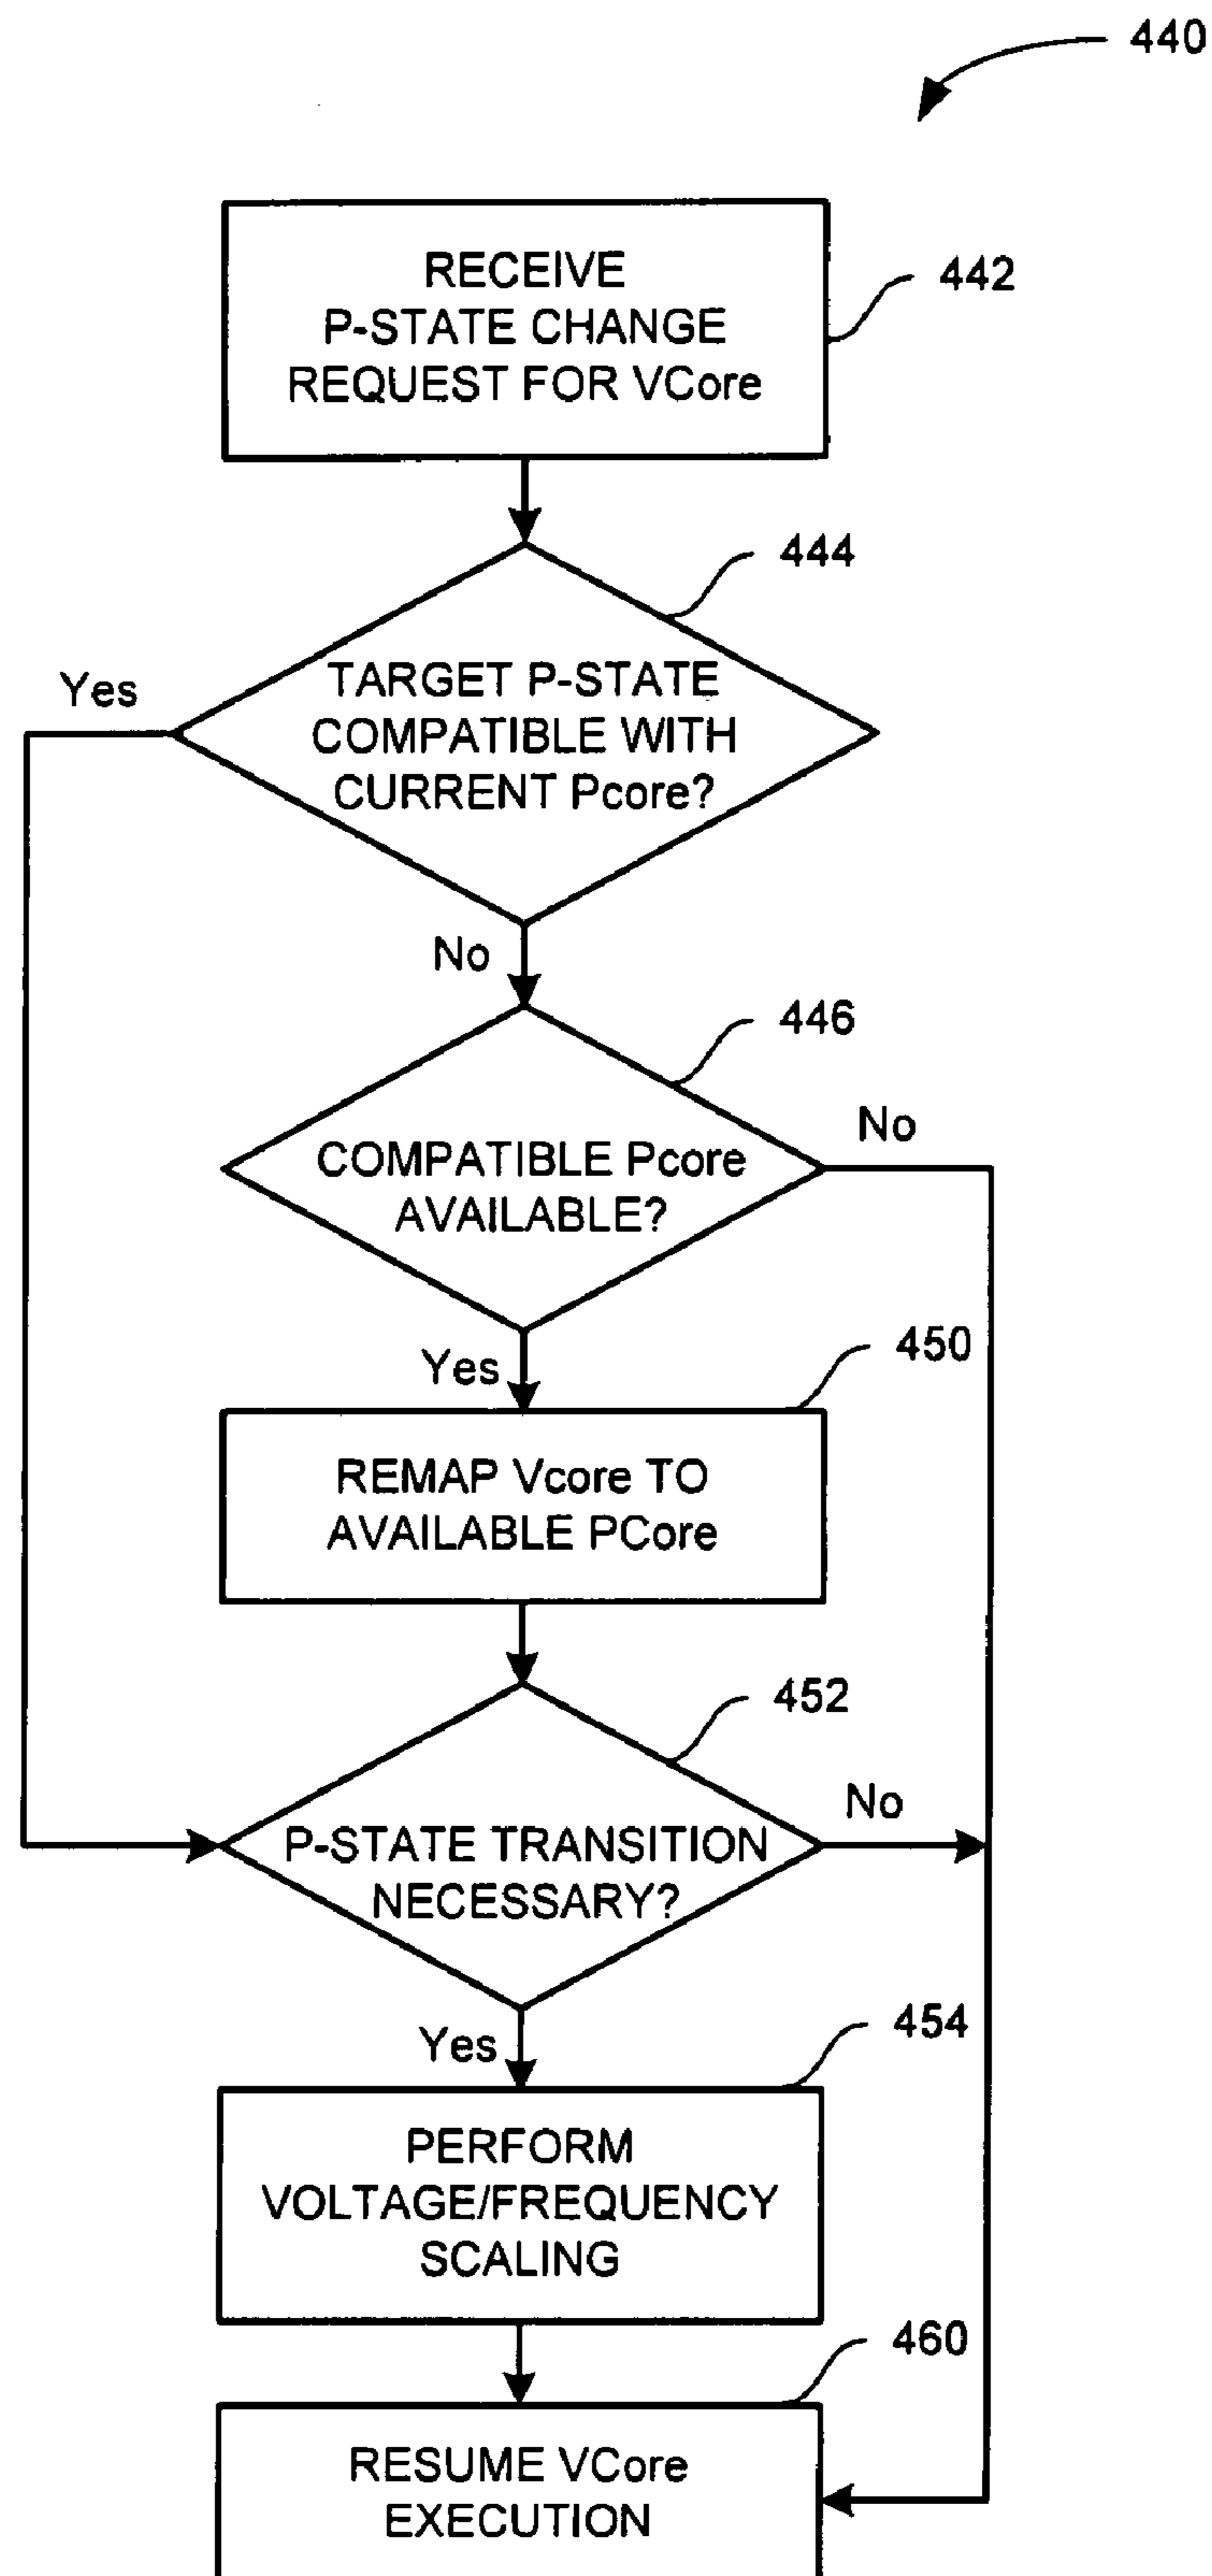 440
RECEIVE
P-STATE CHANGE
REQUEST FOR VCore
442
444
TARGET P-STATE
COMPATIBLE WITH
CURRENT Pcore?
Yes
No
446
COMPATIBLE Pcore
AVAILABLE?
No
Yes
450
REMAP Vcore TO
AVAILABLE PCore
452
P-STATE TRANSITION
NECESSARY?
No
Yes
454
PERFORM
VOLTAGE/FREQUENCY
SCALING
460
RESUME VCore
EXECUTION